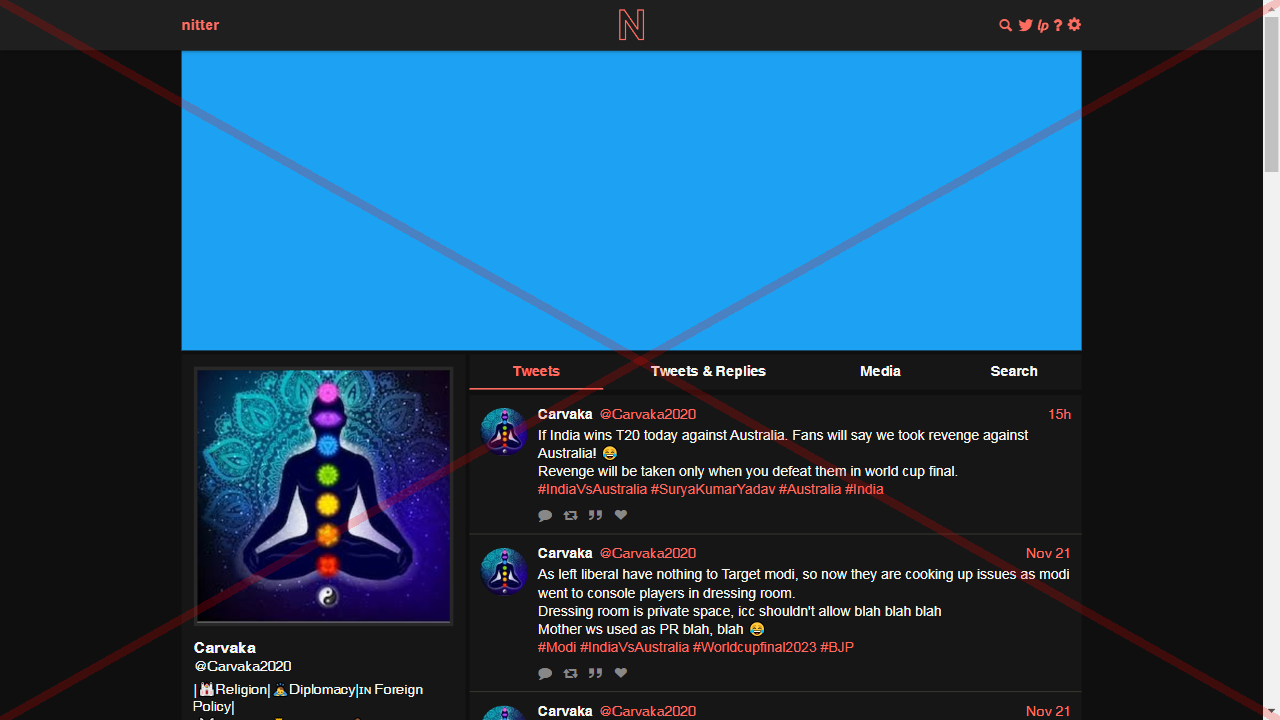 nitter
N
lp ?
Tweets Tweets & Replies Media Search
Carvaka @Carvaka2020 15h
If India wins T20 today against Australia. Fans will say we took revenge against
Australia! 😂
Revenge will be taken only when you defeat them in world cup final.
#IndiaVsAustralia #SuryaKumarYadav #Australia #India
Carvaka @Carvaka2020 Nov 21
As left liberal have nothing to Target modi, so now they are cooking up issues as modi
went to console players in dressing room.
Dressing room is private space, icc shouldn't allow blah blah blah
Mother ws used as PR blah, blah 😂
#Modi #IndiaVsAustralia #Worldcupfinal2023 #BJP
Carvaka @Carvaka2020 Nov 21
Carvaka
@Carvaka2020
|🕍Religion|🙇Diplomacy|ɪɴ Foreign
Policy|